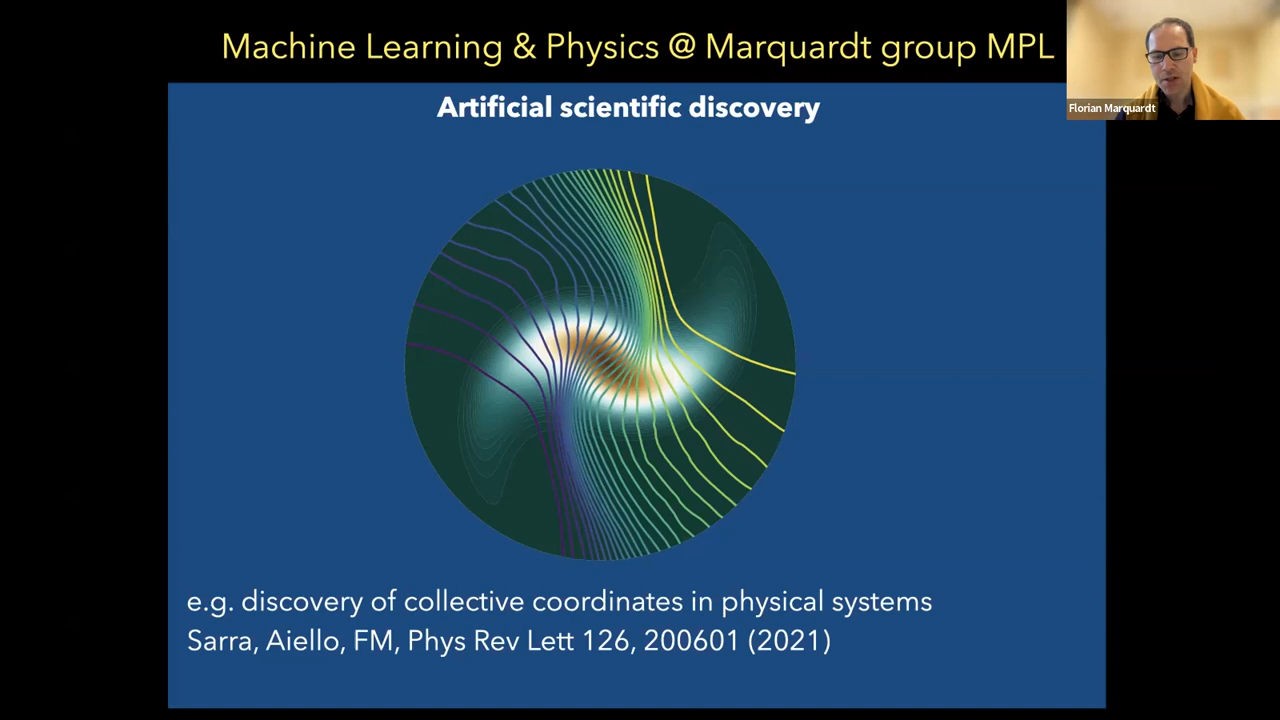 Machine Learning & Physics @ Marquardt group MPL
Florian Marquardt
Artificial scientific discovery
e.g. discovery of collective coordinates in physical systems
Sarra, Aiello, FM, Phys Rev Lett 126, 200601 (2021)